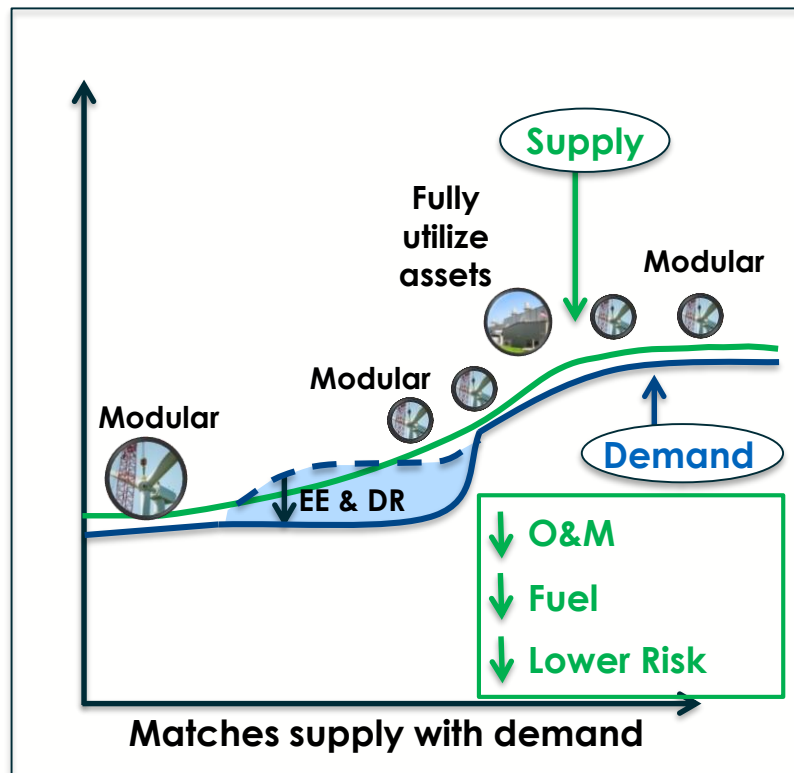 Supply
Fully
utilize
assets
Modular
Modular
Modular
Demand
EE & DR
O&M
Fuel
Lower Risk
Matches supply with demand